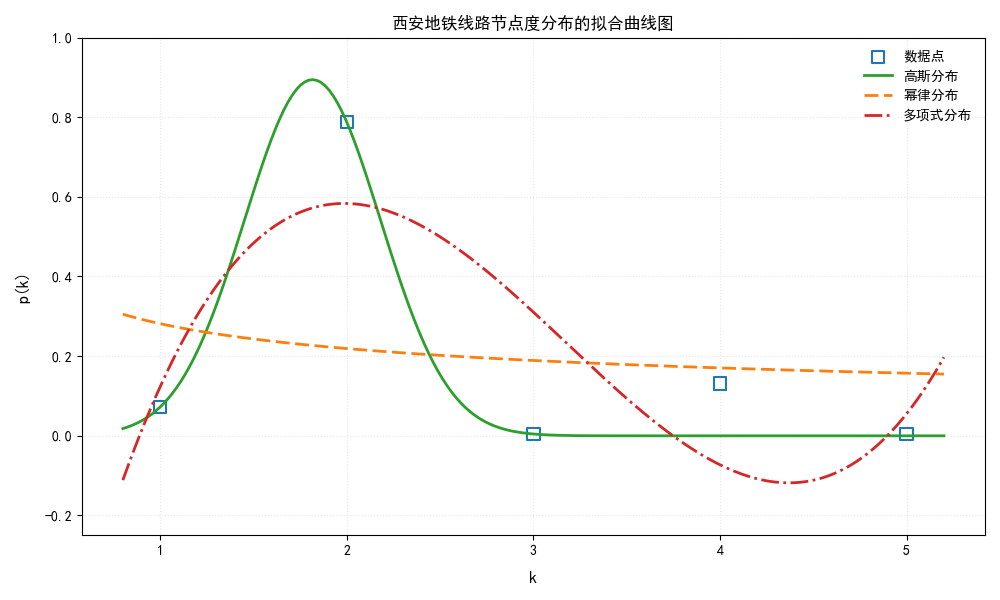 西安地铁线路节点度分布的拟合曲线图
数据点
高斯分布
幂律分布
多项式分布
1.0
0.8
0.6
0.4
0.2
0.0
−0.2
p(k)
1 2 3 4 5
k